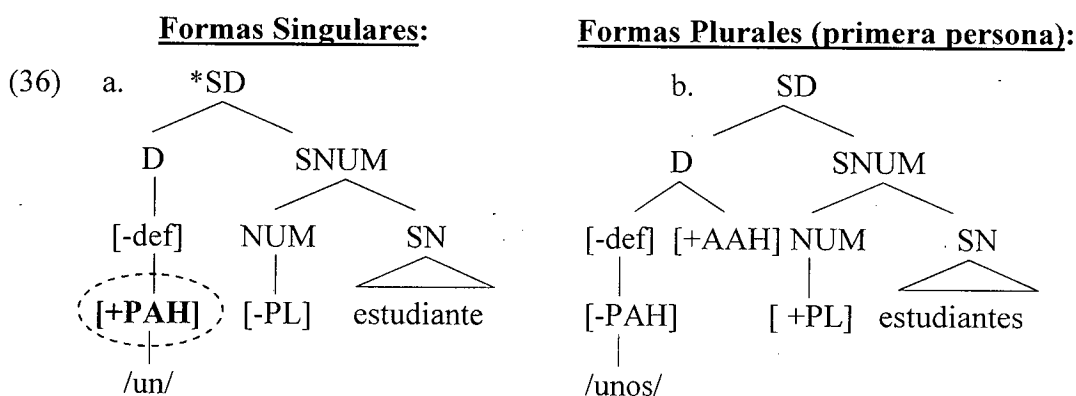 Formas Singulares: Formas Plurales (primera persona):
(36) a. *SD b. SD
D SNUM D SNUM
[-def] NUM SN [-def] [+AAH] NUM SN
[+PAH] [-PL] estudiante [-PAH] [ +PL] estudiantes
/un/ /unos/